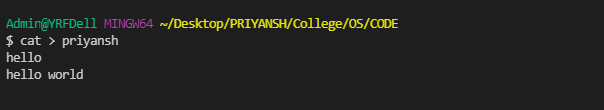 Admin@YRFDell MINGW64 ~/Desktop/PRIYANSH/College/OS/CODE
$ cat > priyansh
hello
hello world